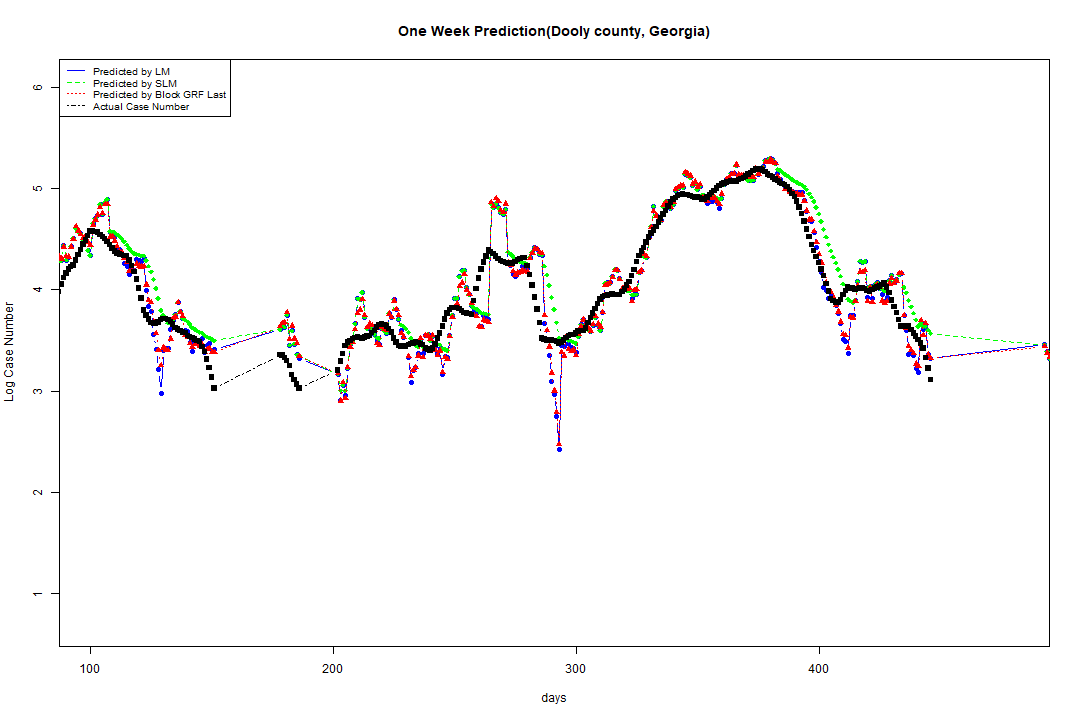 One Week Prediction(Dooly county, Georgia)
Predicted by LM
Predicted by SLM
Predicted by Block GRF Last
Actual Case Number
6
5
4
3
2
1
Log Case Number
100 200 300 400
days